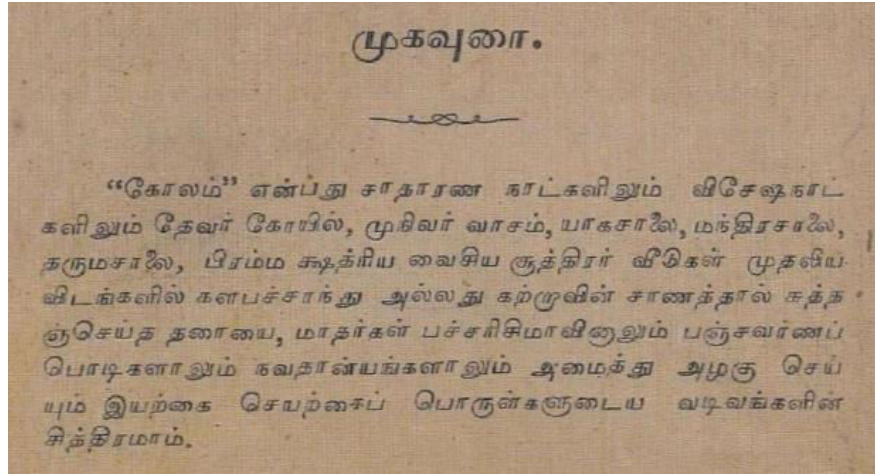 முகவுரை.
“கோலம்” என்ப்து சாதாரண நாட்களிலும் விசேஷநாட்
களிலும் தேவர் கோயில், முநிவர் வாசம், யாகசாலை, மந்திரசாலை,
தருமசாலை, பிரம்ம க்ஷத்ரிய வைசிய சூத்திரர் வீடுகள் முதலிய
விடங்களில் களபச்சாந்து அல்லது கற்றுவின் சாணத்தால் சுத்த
ஞ்செய்த தரையை, மாதர்கள் பச்சரிசிமாவினாலும் பஞ்சவர்ணப்
பொடிகளாலும் நவதான்யங்களாலும் அமைத்து அழகு செய்
யும் இயற்கை செயற்கைப் பொருள்களுடைய வடிவங்களின்
சித்திரமாம்.